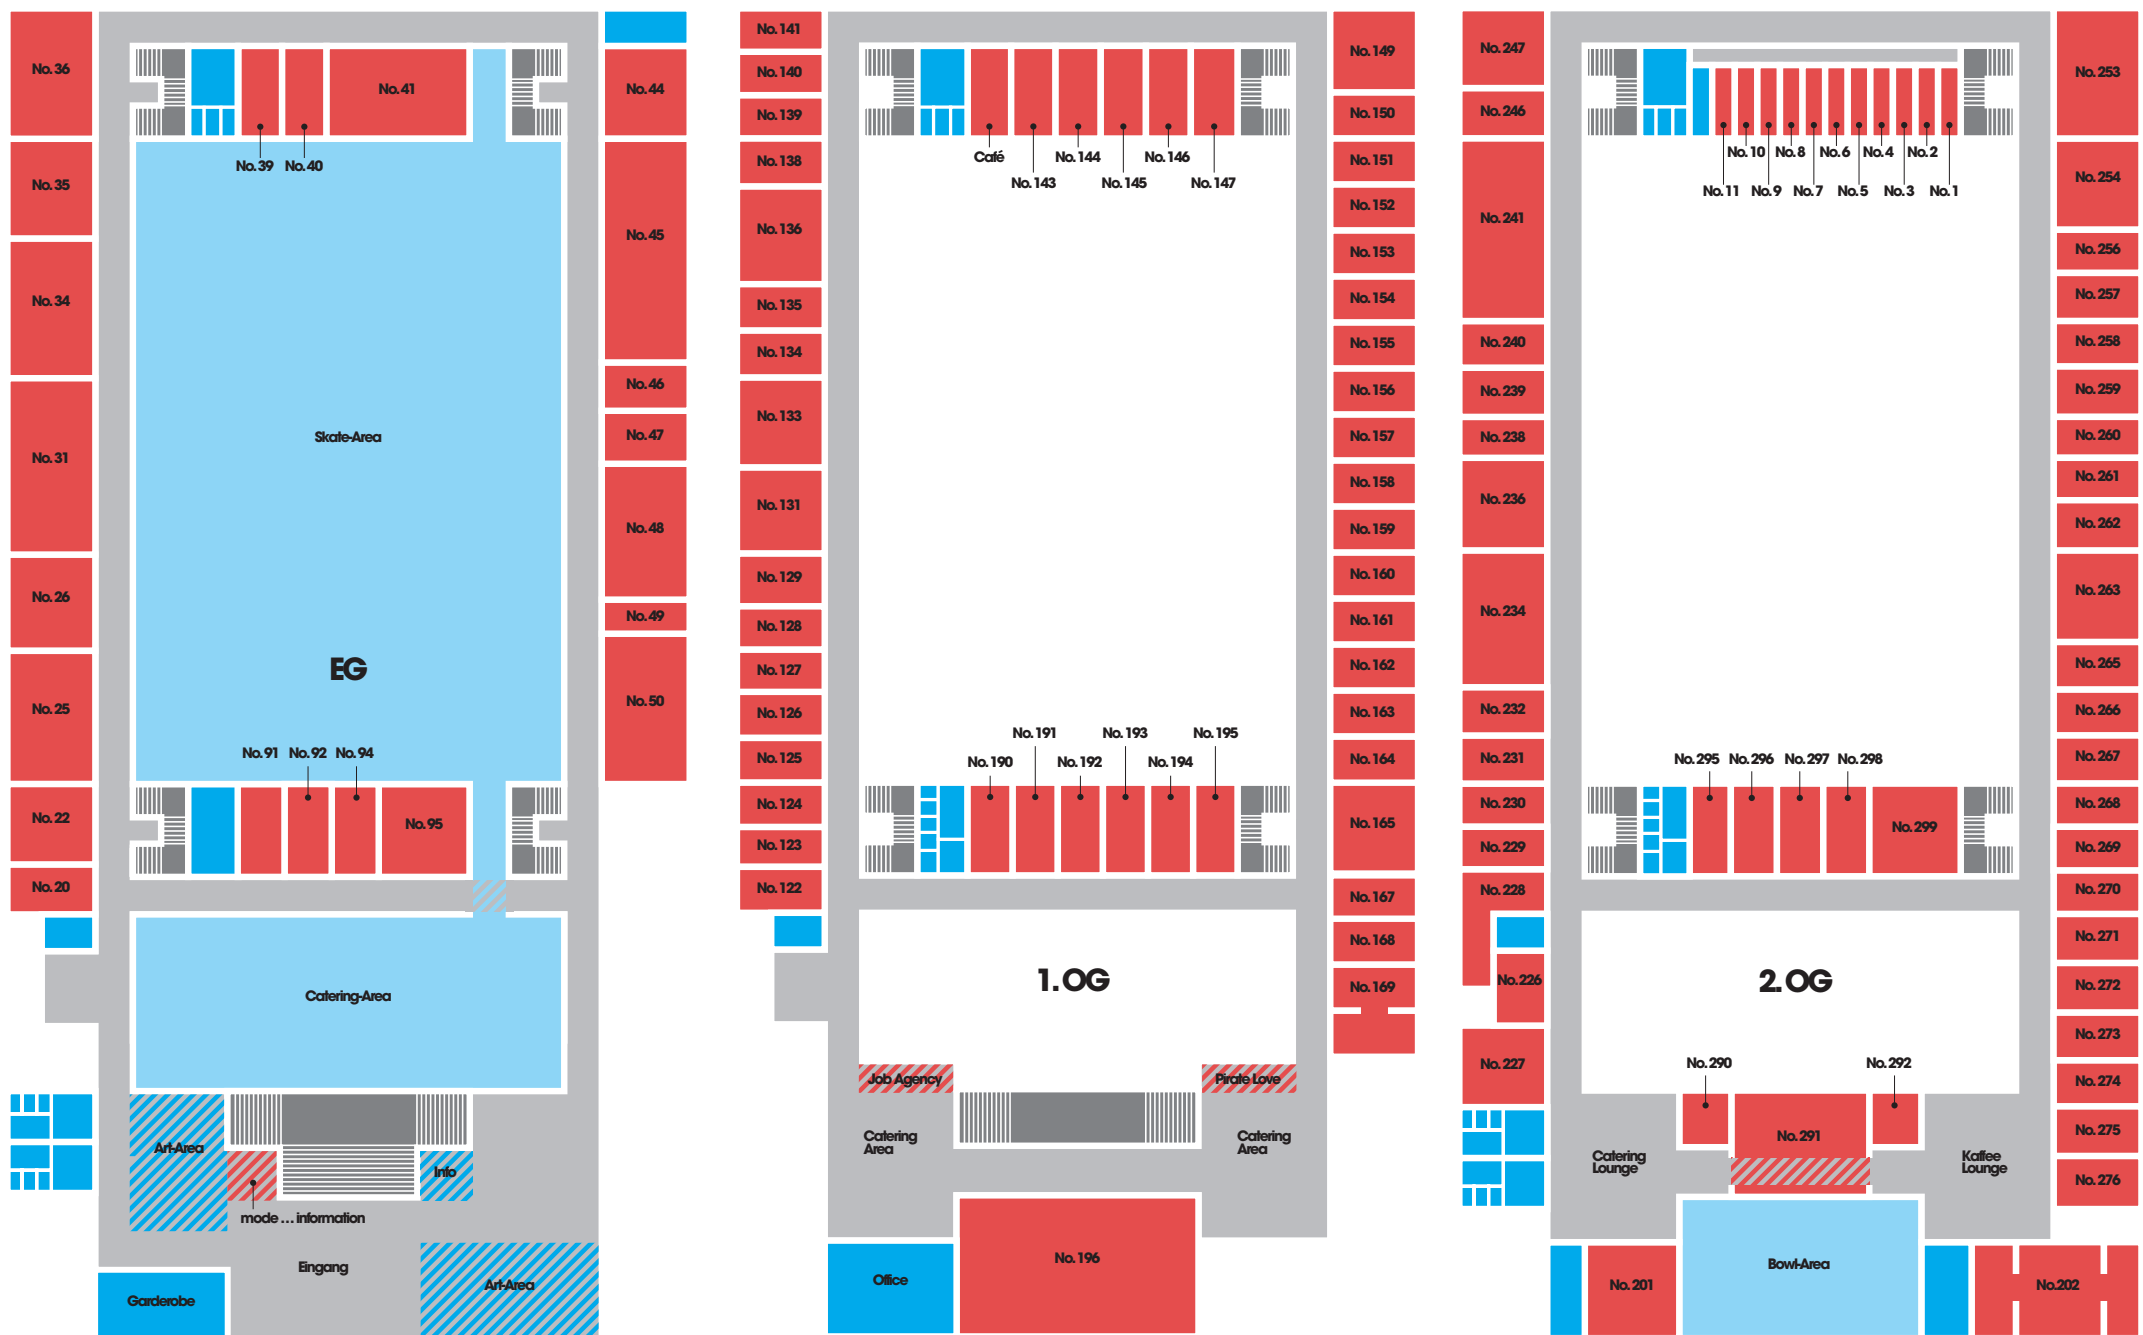 No. 36
No. 35
No. 34
No. 31
No. 26
No. 25
No. 22
No. 20
No. 41
No. 39
No. 40
Skate-Area
EG
No. 91
No. 92
No. 94
No. 95
Catering-Area
Art-Area
Info
mode ... information
Eingang
Art-Area
Garderobe
No. 44
No. 45
No. 46
No. 47
No. 48
No. 49
No. 50
No. 141
No. 140
No. 139
No. 138
No. 136
No. 135
No. 134
No. 133
No. 131
No. 129
No. 128
No. 127
No. 126
No. 125
No. 124
No. 123
No. 122
Café
No. 143
No. 144
No. 145
No. 146
No. 147
No. 190
No. 191
No. 192
No. 193
No. 194
No. 195
1. OG
Job Agency
Pirate Love
Catering
Area
Catering
Area
No. 196
Office
No. 149
No. 150
No. 151
No. 152
No. 153
No. 154
No. 155
No. 156
No. 157
No. 158
No. 159
No. 160
No. 161
No. 162
No. 163
No. 164
No. 165
No. 167
No. 168
No. 169
No. 247
No. 246
No. 241
No. 240
No. 239
No. 238
No. 236
No. 234
No. 232
No. 231
No. 230
No. 229
No. 228
No. 226
No. 227
No. 10
No. 8
No. 6
No. 4
No. 2
No. 11
No. 9
No. 7
No. 5
No. 3
No. 1
No. 295
No. 296
No. 297
No. 298
No. 299
2. OG
No. 290
No. 292
No. 291
Catering
Lounge
Kaffee
Lounge
Bowl-Area
No. 201
No. 202
No. 253
No. 254
No. 256
No. 257
No. 258
No. 259
No. 260
No. 261
No. 262
No. 263
No. 265
No. 266
No. 267
No. 268
No. 269
No. 270
No. 271
No. 272
No. 273
No. 274
No. 275
No. 276